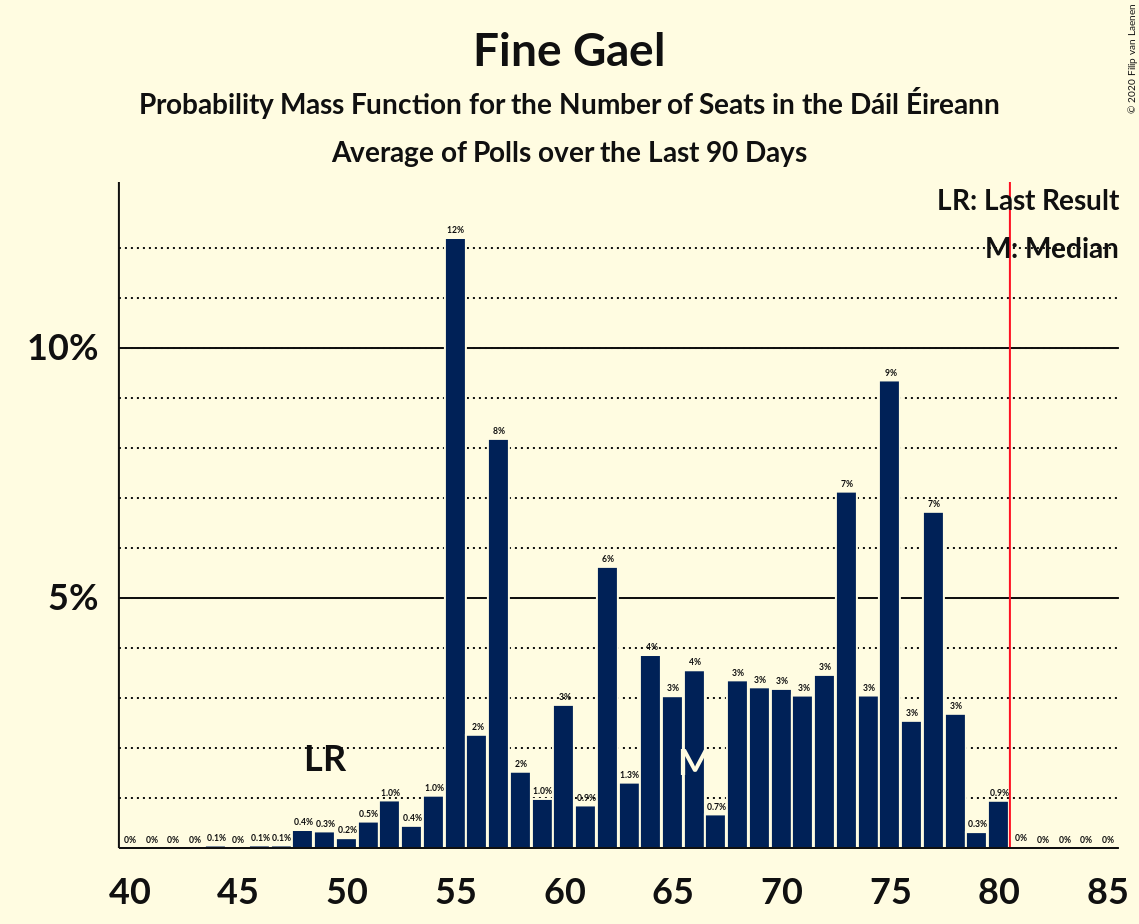 © 2020 Filip van Laenen
Fine Gael
Probability Mass Function for the Number of Seats in the Dáil Éireann
Average of Polls over the Last 90 Days
LR: Last Result
M: Median
10%
5%
0% 0% 0% 0% 0.1% 0% 0.1% 0.1% 0.4% 0.3% 0.2% 0.5% 1.0% 0.4% 1.0% 12% 2% 8% 2% 1.0% 3% 0.9% 6% 1.3% 4% 3% 4% 0.7% 3% 3% 3% 3% 3% 7% 3% 9% 3% 7% 3% 0.3% 0.9% 0% 0% 0% 0% 0%
LR
M
40 45 50 55 60 65 70 75 80 85